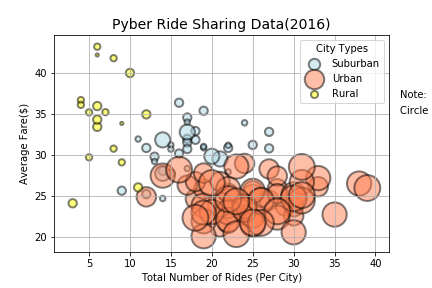 Pyber Ride Sharing Data(2016)
City Types
Suburban
Urban
Rural
Note:
Circle
Average Fare($)
40
35
30
25
20
5 10 15 20 25 30 35 40
Total Number of Rides (Per City)